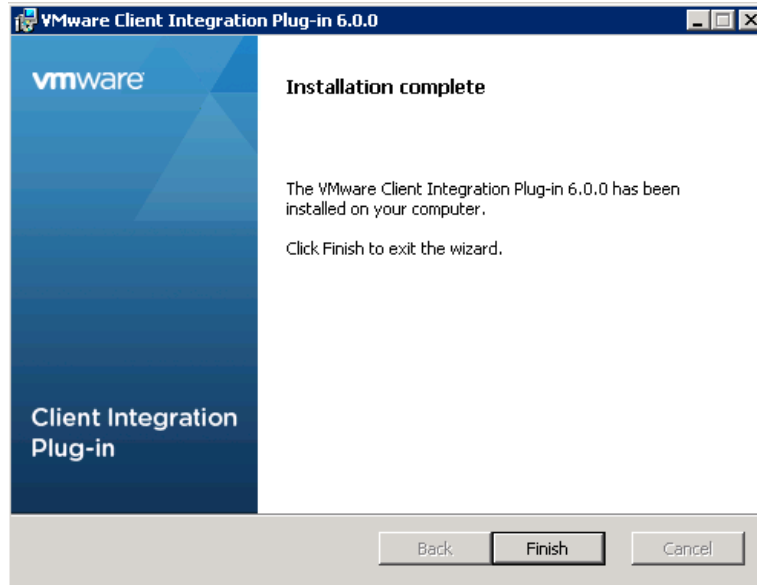 VMware Client Integration Plug-in 6.0.0
vmware
Installation complete
The VMware Client Integration Plug-in 6.0.0 has been
installed on your computer.
Click Finish to exit the wizard.
Client Integration
Plug-in
Back
Finish
Cancel